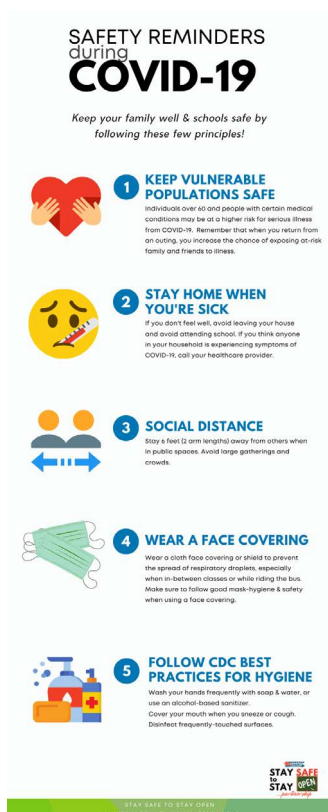 SAFETY REMINDERS
during
COVID-19
Keep your family well & schools safe by
following these few principles!
1
KEEP VULNERABLE
POPULATIONS SAFE
Individuals over 60 and people with certain medical
conditions may be at a higher risk for serious illness
from COVID-19. Remember that when you return from
an outing, you increase the chance of exposing at-risk
family and friends to illness.
2
STAY HOME WHEN
YOU'RE SICK
If you don't feel well, avoid leaving your house
and avoid attending school. If you think anyone
in your household is experiencing symptoms of
COVID-19, call your healthcare provider.
3
SOCIAL DISTANCE
Stay 6 feet (2 arm lengths) away from others when
in public spaces. Avoid large gatherings and
crowds.
4
WEAR A FACE COVERING
Wear a cloth face covering or shield to prevent
the spread of respiratory droplets, especially
when in-between classes or while riding the bus.
Make sure to follow good mask-hygiene & safety
when using a face covering.
5
FOLLOW CDC BEST
PRACTICES FOR HYGIENE
Wash your hands frequently with soap & water, or
use an alcohol-based sanitizer.
Cover your mouth when you sneeze or cough.
Disinfect frequently-touched surfaces.
STAY SAFE
to
STAY OPEN
partnership
STAY SAFE TO STAY OPEN